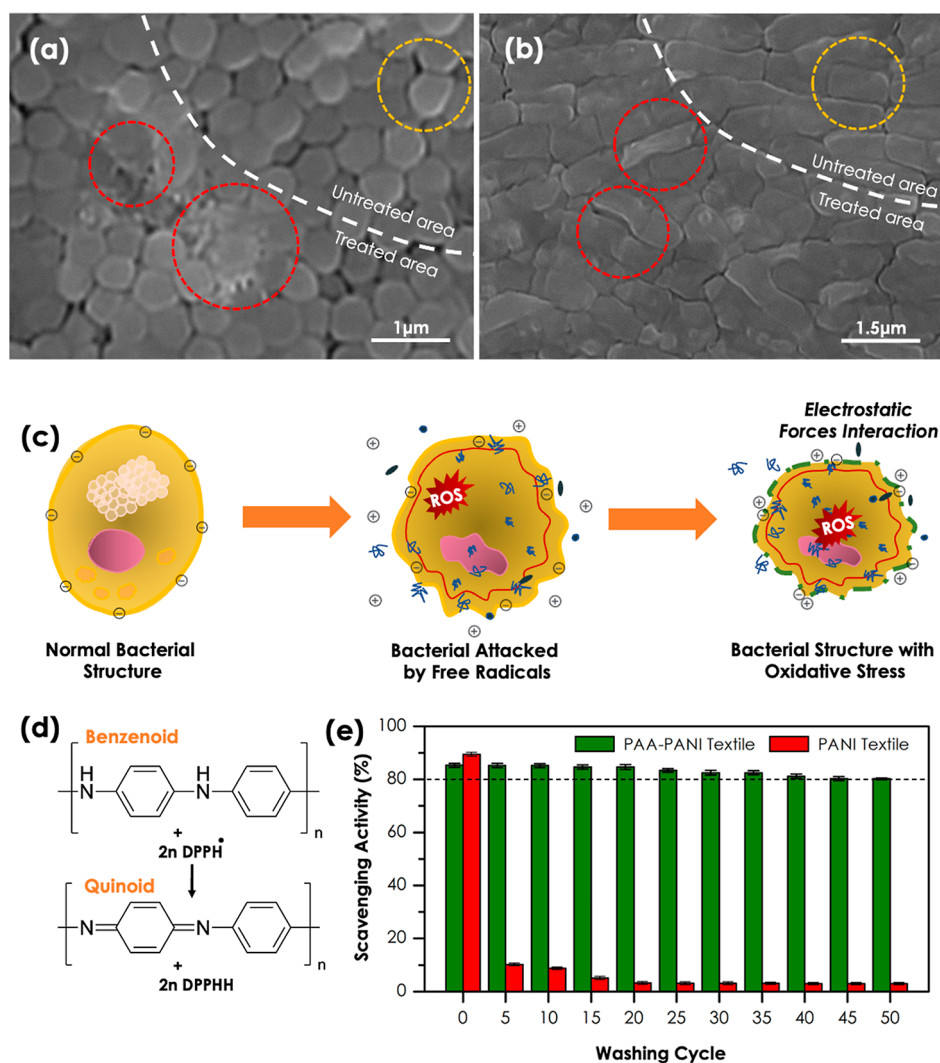 (a)
Untreated area
Treated area
1μm
(b)
Untreated area
Treated area
1.5μm
(c)
ROS
Electrostatic
Forces Interaction
ROS
Normal Bacterial
Structure
Bacterial Attacked
by Free Radicals
Bacterial Structure with
Oxidative Stress
(d)
Benzenoid
H
N
H
N
n
+
2n DPPH•
Quinoid
N
N
n
+
2n DPPHH
(e)
PAA-PANI Textile
PANI Textile
Scavenging Activity (%)
100
80
60
40
20
0
0 5 10 15 20 25 30 35 40 45 50
Washing Cycle